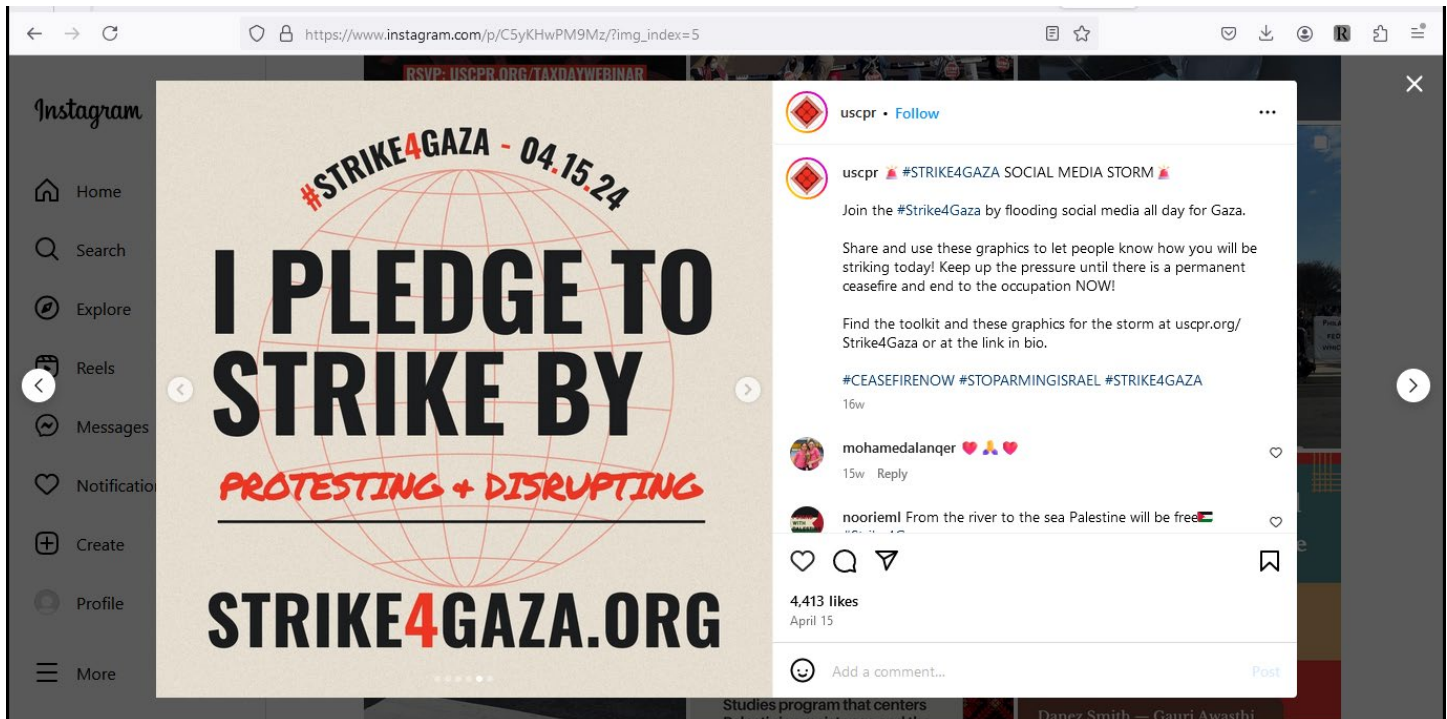 https://www.instagram.com/p/C5yKHwPM9Mz/?img_index=5
RSVP: USCPR.ORG/TAXDAYWEBINAR
Instagram
Home
Search
Explore
Reels
Messages
Notification
Create
Profile
More
#STRIKE4GAZA - 04.15.24
I PLEDGE TO
STRIKE BY
PROTESTING + DISRUPTING
STRIKE4GAZA.ORG
uscpr • Follow
uscpr 🚨 #STRIKE4GAZA SOCIAL MEDIA STORM 🚨
Join the #Strike4Gaza by flooding social media all day for Gaza.
Share and use these graphics to let people know how you will be
striking today! Keep up the pressure until there is a permanent
ceasefire and end to the occupation NOW!
Find the toolkit and these graphics for the storm at uscpr.org/
Strike4Gaza or at the link in bio.
#CEASEFIRENOW #STOPARMINGISRAEL #STRIKE4GAZA
16w
mohamedalanqer ❤️🙏❤️
15w Reply
noorieml From the river to the sea Palestine will be free🇵🇸
4,413 likes
April 15
Add a comment...
Post
Studies program that centers
Danez Smith — Gauri Awasthi